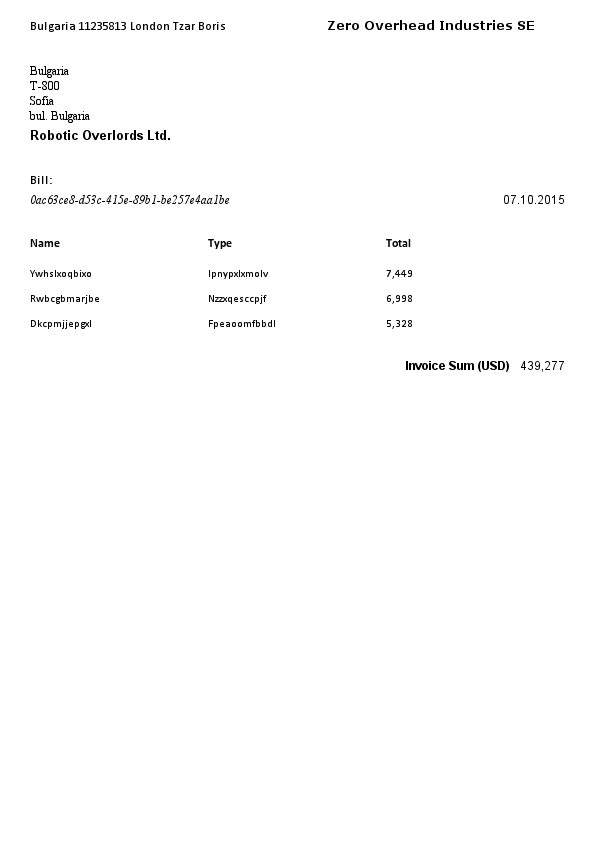 Bulgaria 11235813 London Tzar Boris Zero Overhead Industries SE
Bulgaria
T-800
Sofia
bul. Bulgaria
Robotic Overlords Ltd.
Bill:
0ac63ce8-d53c-415e-89b1-be257e4aa1be 07.10.2015
Name Type Total
Ywhslxoqbixo Ipnypxlxmolv 7,449
Rwbcgbmarjbe Nzzxqesccpjf 6,998
Dkcpmjjepgxl Fpeaoomfbbdl 5,328
Invoice Sum (USD) 439,277